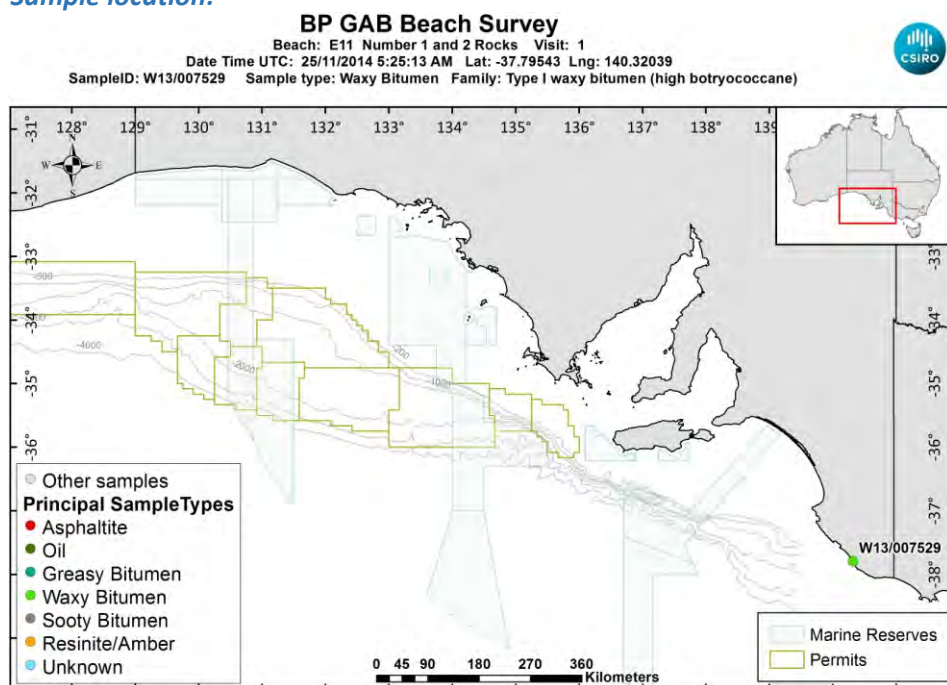 Sample location:
BP GAB Beach Survey
Beach: E11 Number 1 and 2 Rocks Visit: 1
Date Time UTC: 25/11/2014 5:25:13 AM Lat: -37.79543 Lng: 140.32039
SampleID: W13/007529 Sample type: Waxy Bitumen Family: Type I waxy bitumen (high botryococcane)
CSIRO
128° 129° 130° 131° 132° 133° 134° 135° 136° 137° 138° 139
-31°
-32°
-33°
-34°
-35°
-36°
-37°
-38°
N
W E
S
-33°
-34°
-35°
-36°
-37°
-38°
-200
-1000
-2000
-4000
W13/007529
Other samples
Principal SampleTypes
Asphaltite
Oil
Greasy Bitumen
Waxy Bitumen
Sooty Bitumen
Resinite/Amber
Unknown
0 45 90 180 270 360
Kilometers
Marine Reserves
Permits